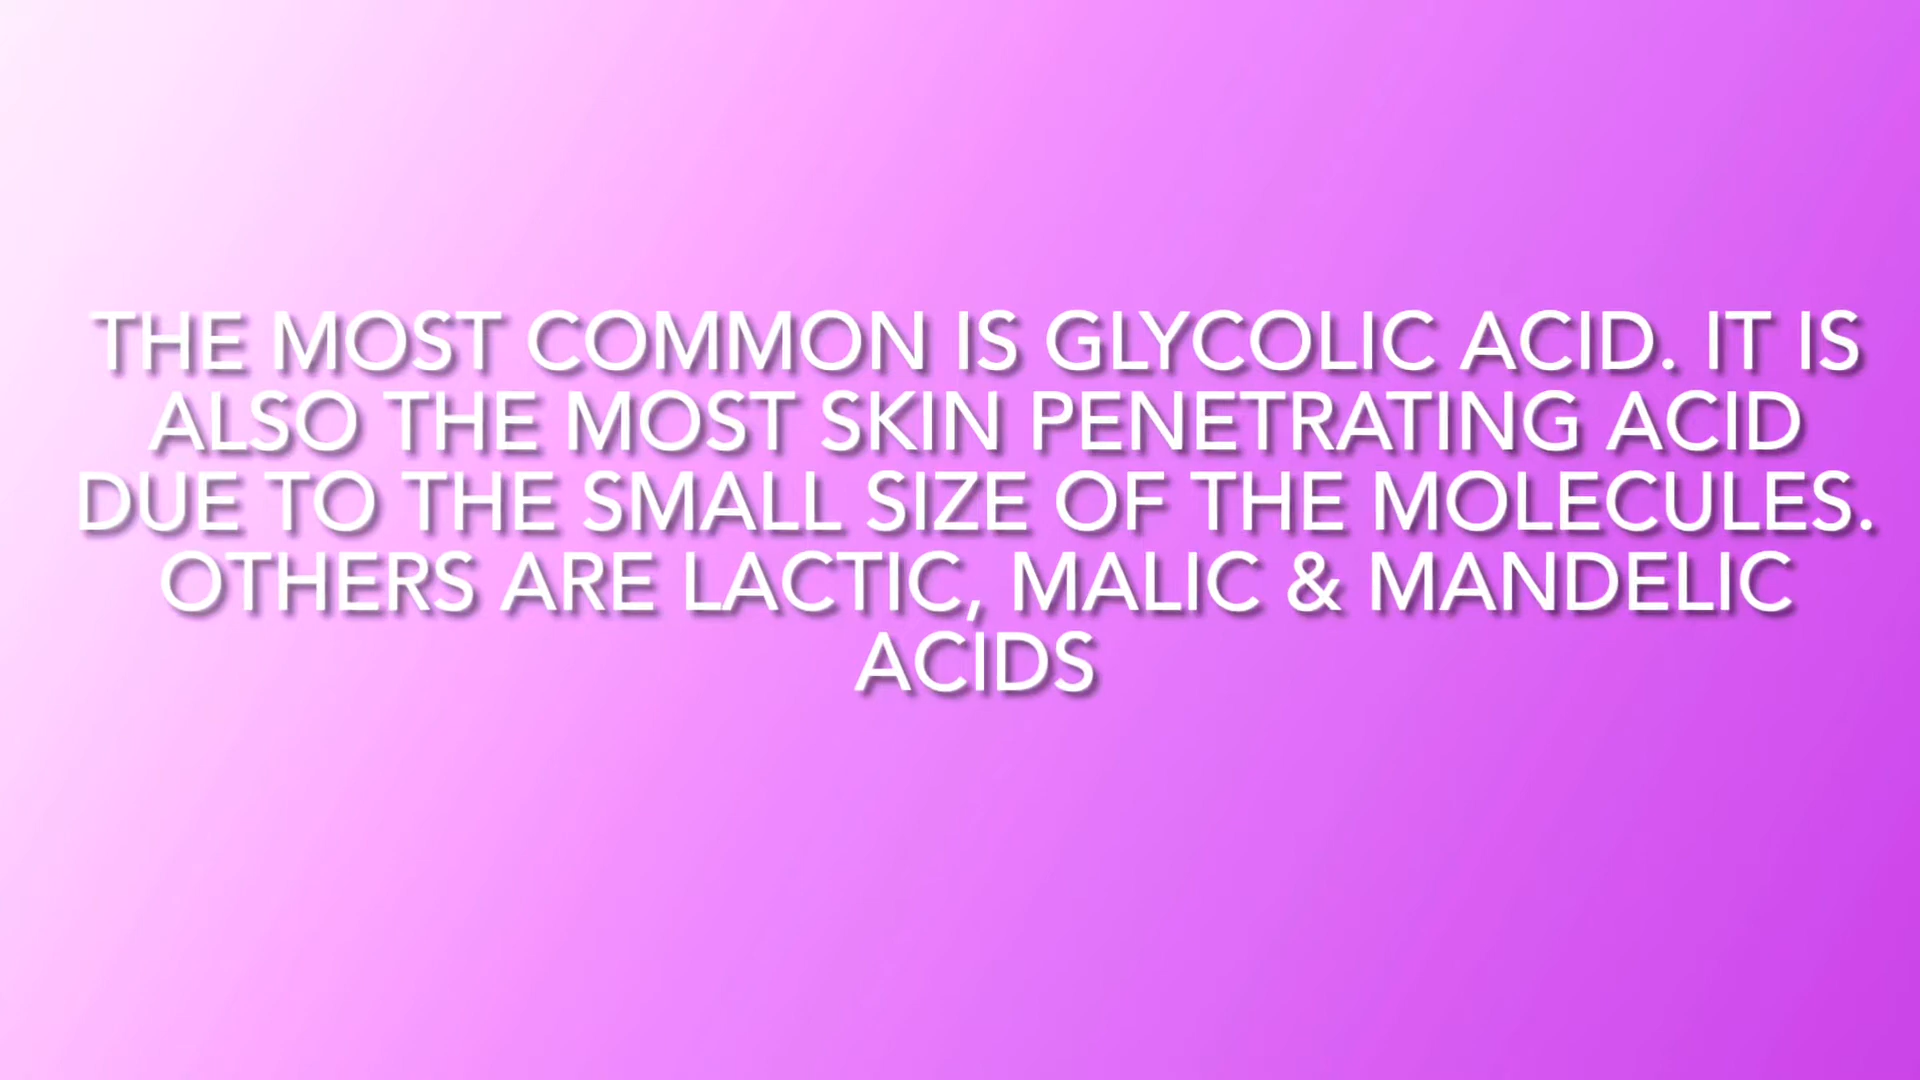 THE MOST COMMON IS GLYCOLIC ACID. IT IS
ALSO THE MOST SKIN PENETRATING ACID
DUE TO THE SMALL SIZE OF THE MOLECULES.
OTHERS ARE LACTIC, MALIC & MANDELIC
ACIDS